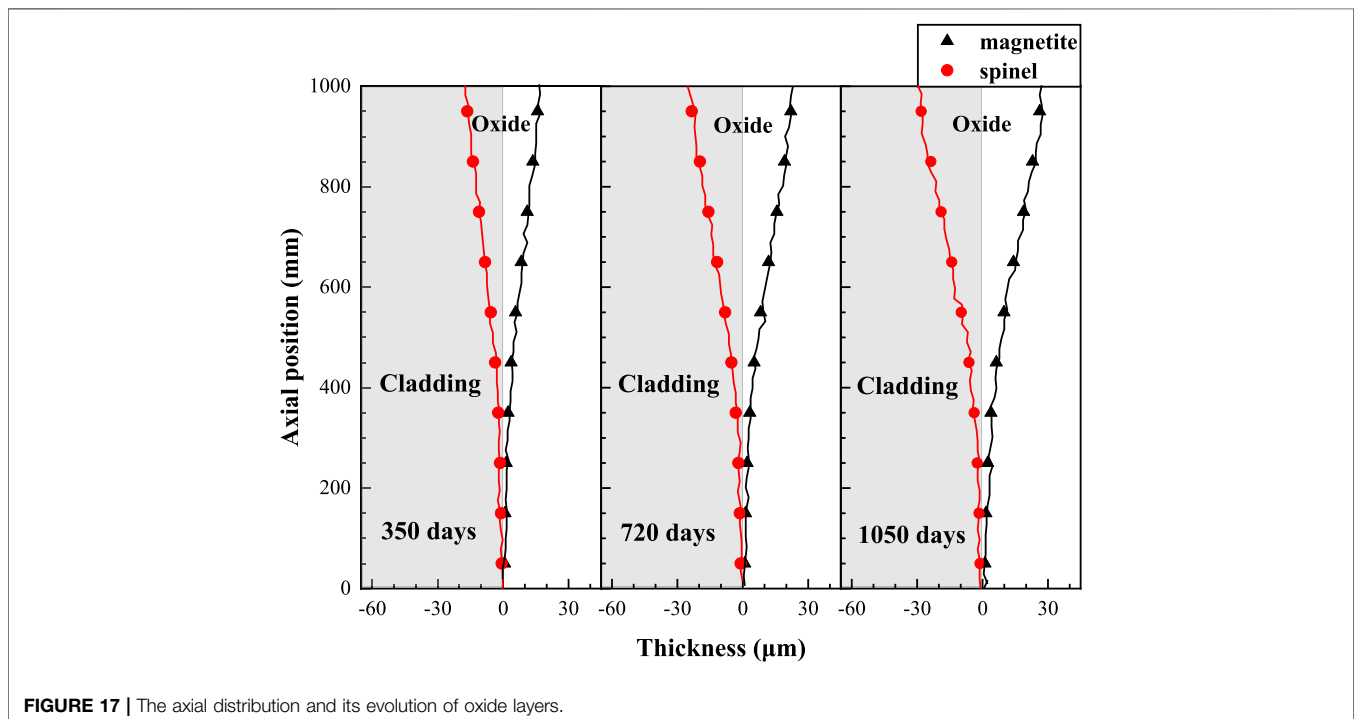 magnetite
spinel
1000
800
600
400
200
0
Axial position (mm)
Oxide
Cladding
350 days
Oxide
Cladding
720 days
Oxide
Cladding
1050 days
-60 -30 0 30 -60 -30 0 30 -60 -30 0 30
Thickness (μm)
FIGURE 17 | The axial distribution and its evolution of oxide layers.